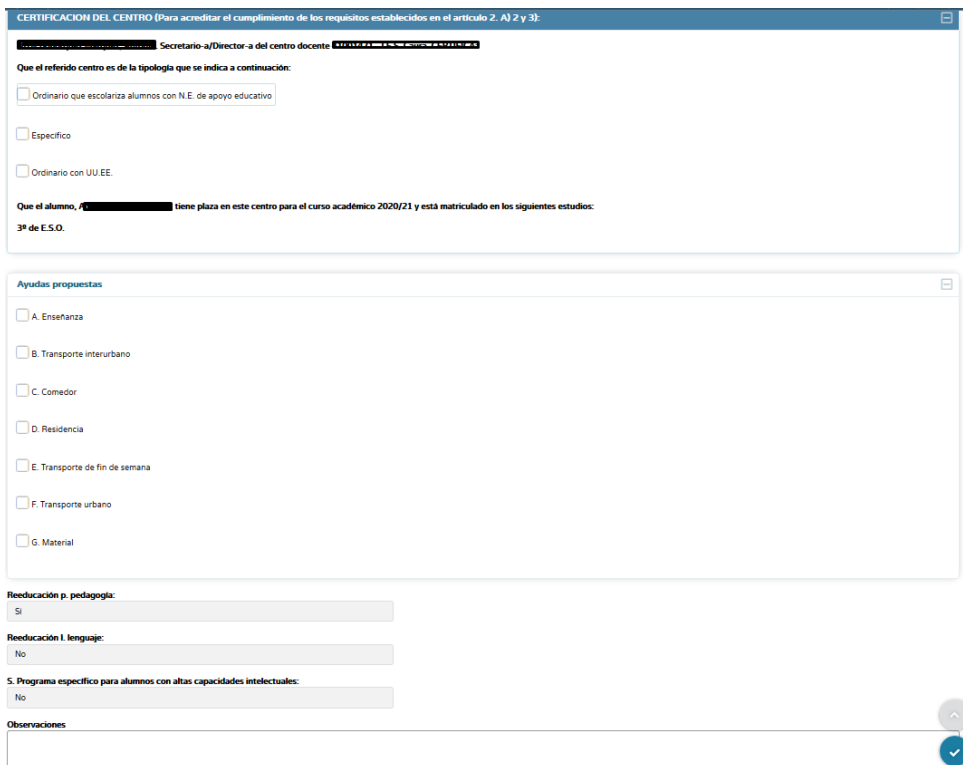 CERTIFICACION DEL CENTRO (Para acreditar el cumplimiento de los requisitos establecidos en el artículo 2. A) 2 y 3):
. Secretario-a/Director-a del centro docente
Que el referido centro es de la tipología que se indica a continuación:
Ordinario que escolariza alumnos con N.E. de apoyo educativo
Específico
Ordinario con UU.EE.
Que el alumno, A tiene plaza en este centro para el curso académico 2020/21 y está matriculado en los siguientes estudios:
3º de E.S.O.
Ayudas propuestas
A. Enseñanza
B. Transporte interurbano
C. Comedor
D. Residencia
E. Transporte de fin de semana
F. Transporte urbano
G. Material
Reeducación p. pedagogía:
Si
Reeducación l. lenguaje:
No
S. Programa específico para alumnos con altas capacidades intelectuales:
No
Observaciones